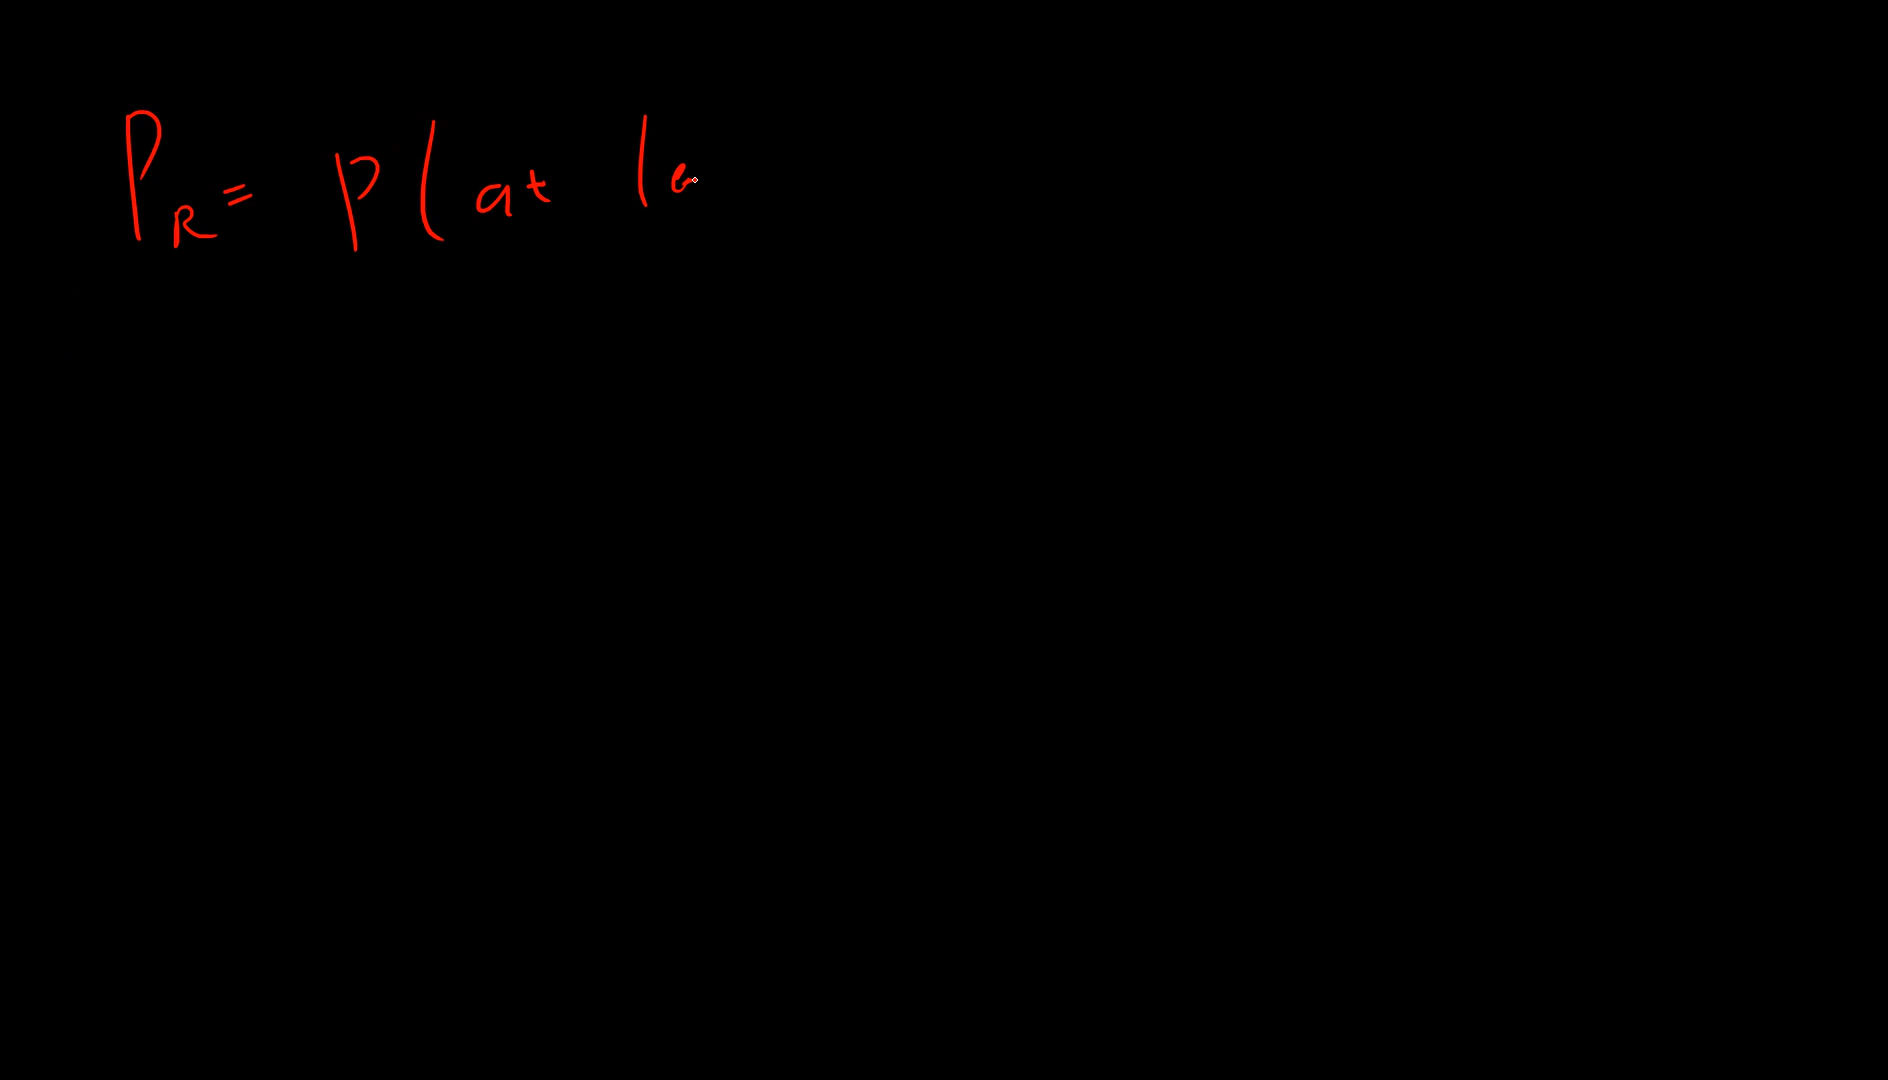 P_R = P( at le